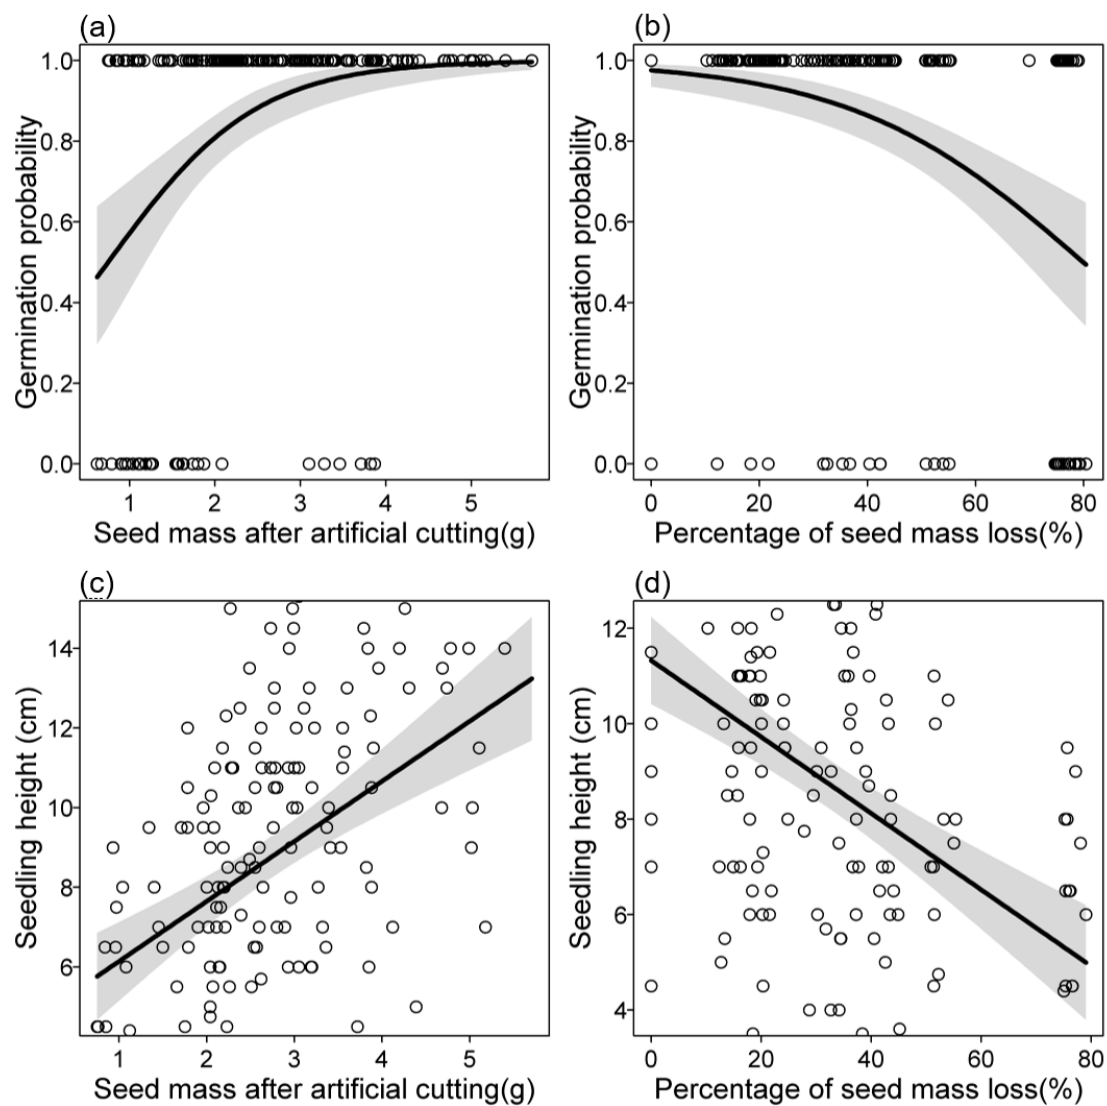 (a)
1.0
0.8
0.6
0.4
0.2
0.0
Germination probability
1 2 3 4 5
Seed mass after artificial cutting(g)
(b)
1.0
0.8
0.6
0.4
0.2
0.0
Germination probability
0 20 40 60 80
Percentage of seed mass loss(%)
(c)
14
12
10
8
6
Seedling height (cm)
1 2 3 4 5
Seed mass after artificial cutting(g)
(d)
12
10
8
6
4
Seedling height (cm)
0 20 40 60 80
Percentage of seed mass loss(%)